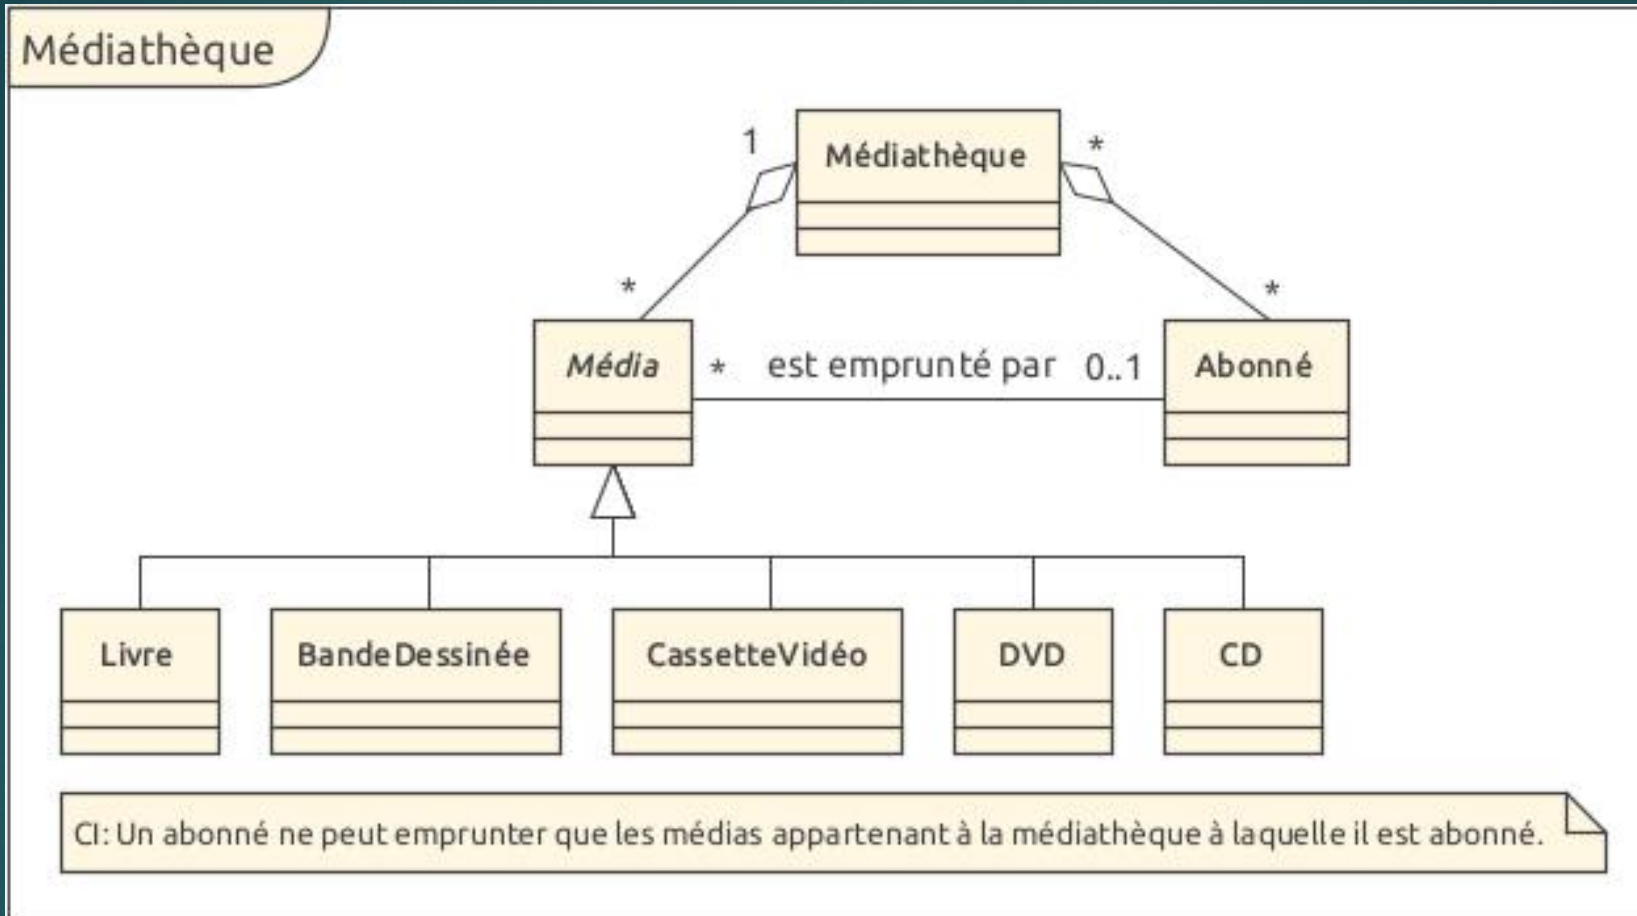 Médiathèque
1
Médiathèque
*
*
*
Média
* est emprunté par 0..1
Abonné
Livre
BandeDessinée
CassetteVidéo
DVD
CD
CI: Un abonné ne peut emprunter que les médias appartenant à la médiathèque à laquelle il est abonné.